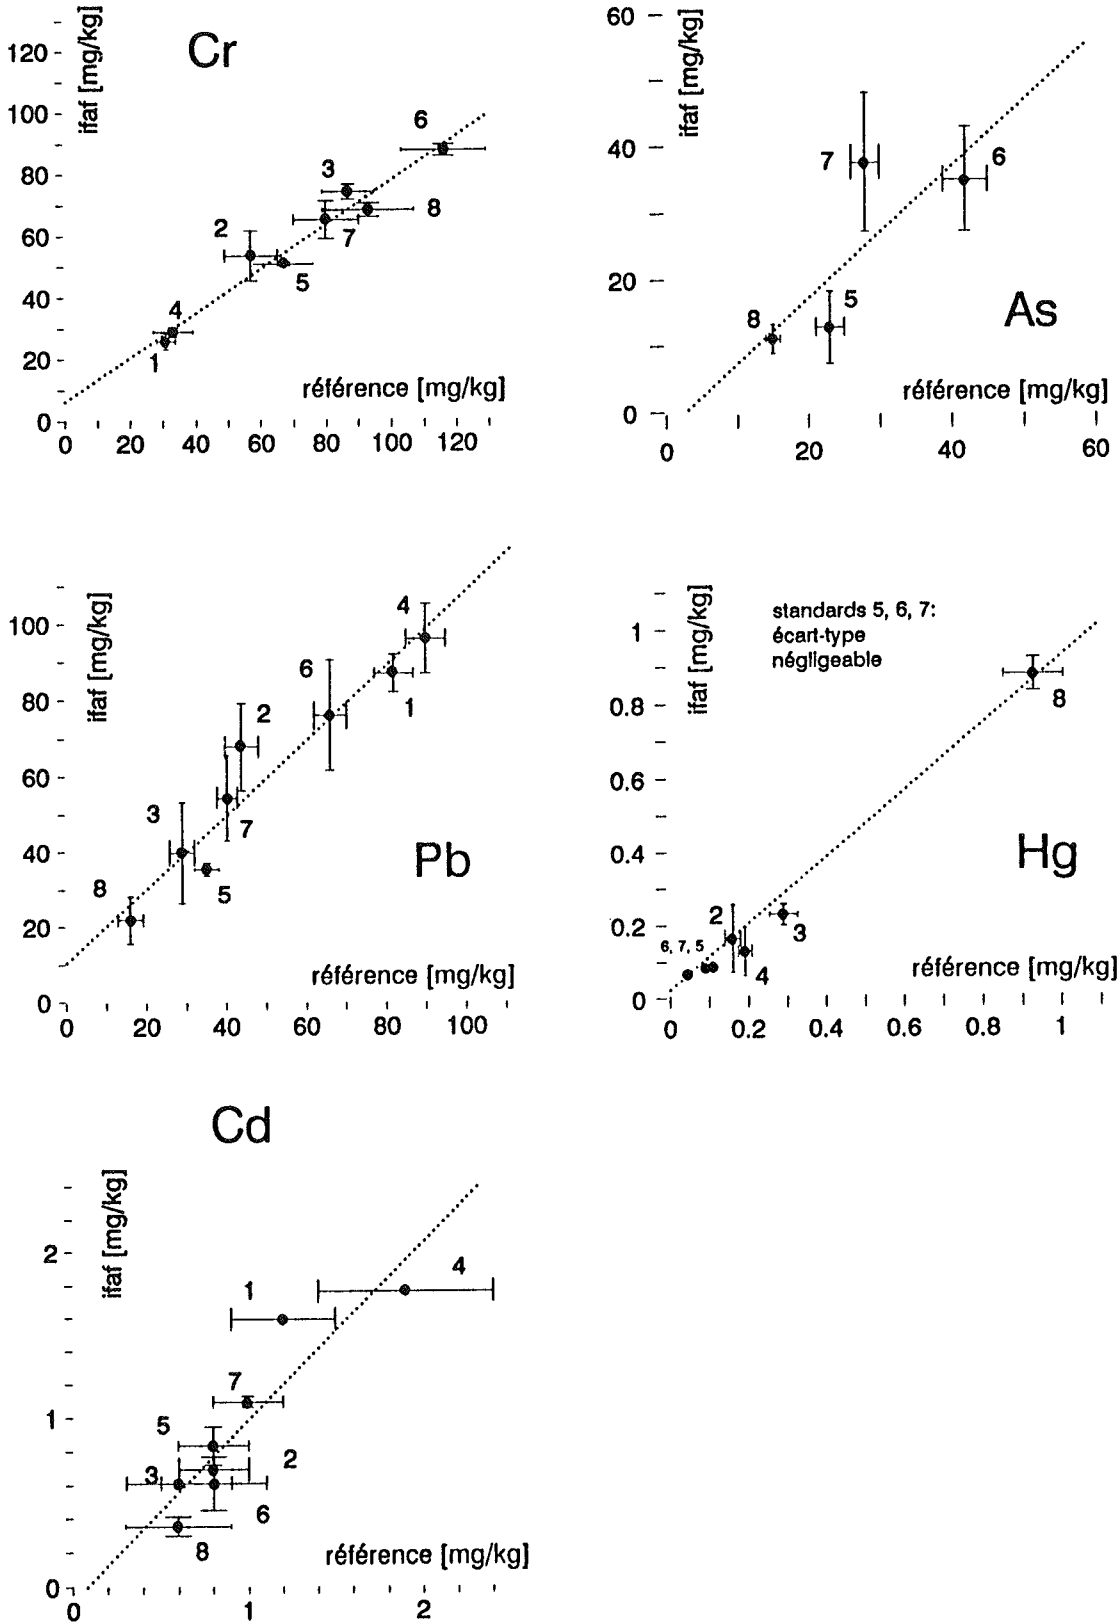 Cr
ifaf [mg/kg]
120
100
80
60
40
20
0
6
3
8
2
7
5
4
1
référence [mg/kg]
0 20 40 60 80 100 120
As
ifaf [mg/kg]
60
40
20
0
7
6
5
8
référence [mg/kg]
0 20 40 60
Pb
ifaf [mg/kg]
100
80
60
40
20
0
4
6
1
2
3
7
5
8
référence [mg/kg]
0 20 40 60 80 100
Hg
ifaf [mg/kg]
standards 5, 6, 7:
écart-type
négligeable
1
0.8
0.6
0.4
0.2
0
8
2
3
6, 7, 5
4
référence [mg/kg]
0 0.2 0.4 0.6 0.8 1
Cd
ifaf [mg/kg]
2
1
0
4
1
7
5
2
3
6
8
référence [mg/kg]
0 1 2